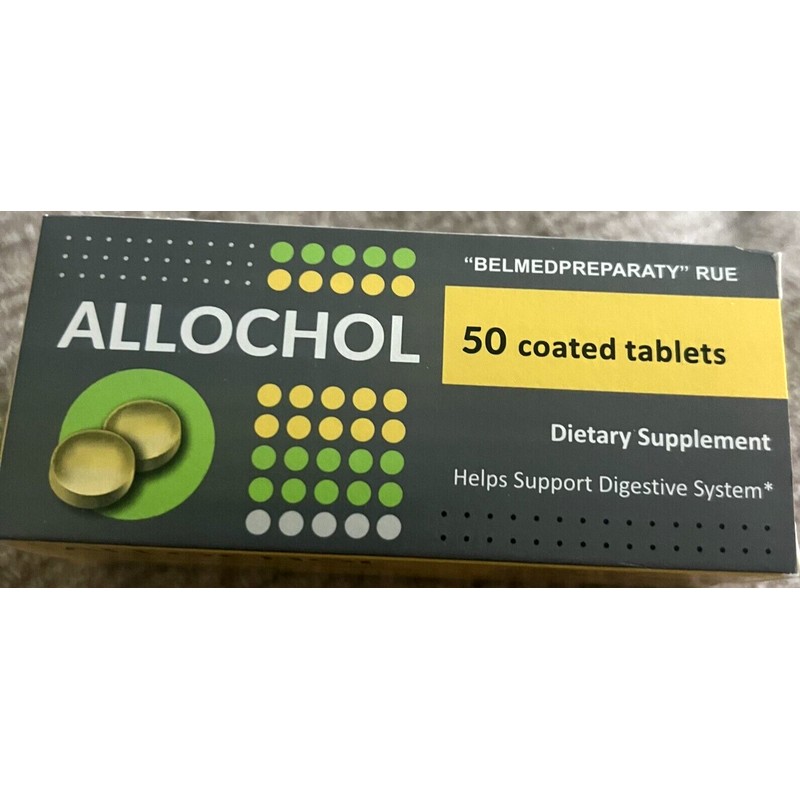 ALLOCHOL
"BELMEDPREPARATY" RUE
50 coated tablets
Dietary Supplement
Helps Support Digestive System*